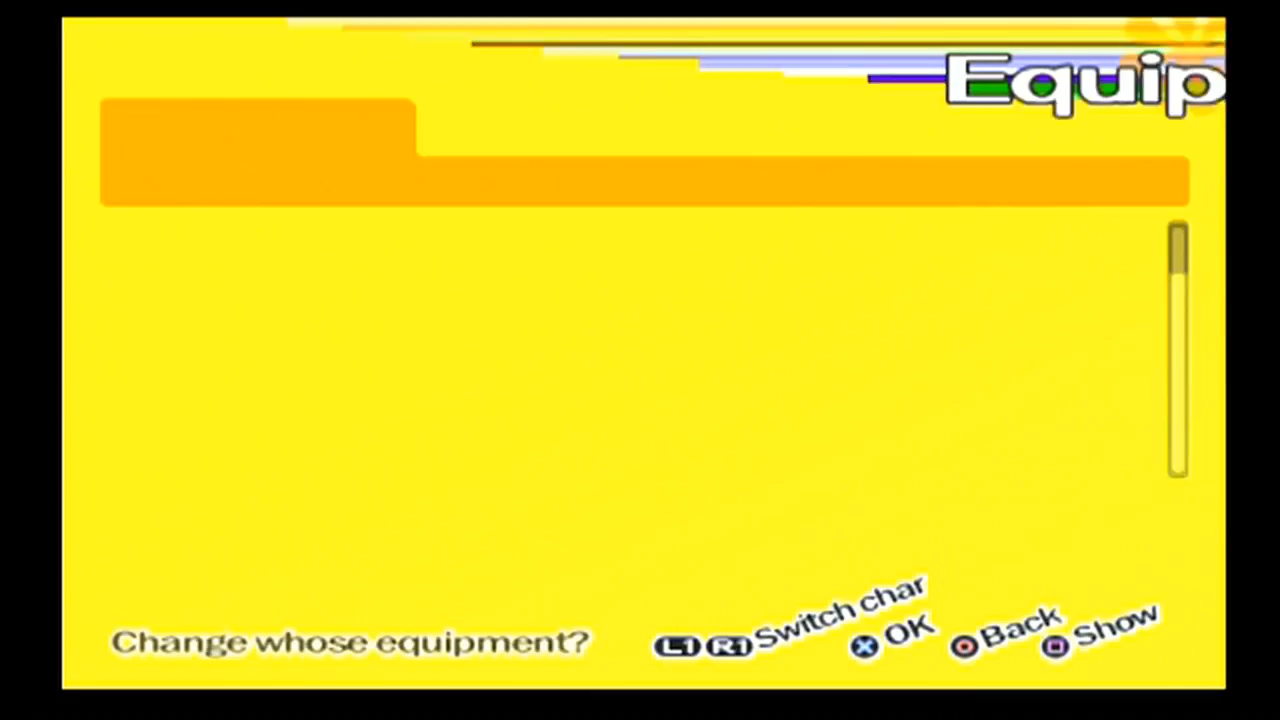 Equip
Change whose equipment?
L1 R1 Switch char
OK
Back
Show